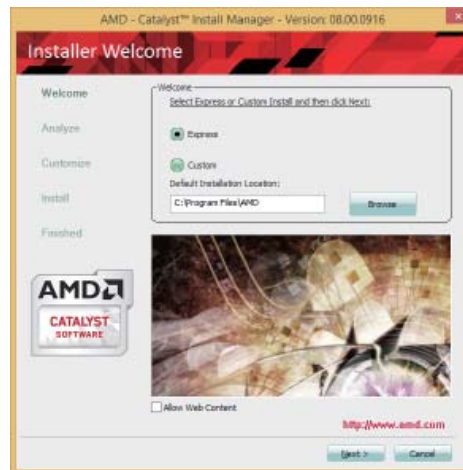 AMD - Catalyst™ Install Manager - Version: 08.00.0916
Installer Welcome
Welcome
Analyze
Customize
Install
Finished
Welcome
Select Express or Custom Install and then click Next:
Express
Custom
Default Installation Location:
C:\Program Files\AMD
Browse
AMD
CATALYST
SOFTWARE
Allow Web Content
http://www.amd.com
Next >
Cancel